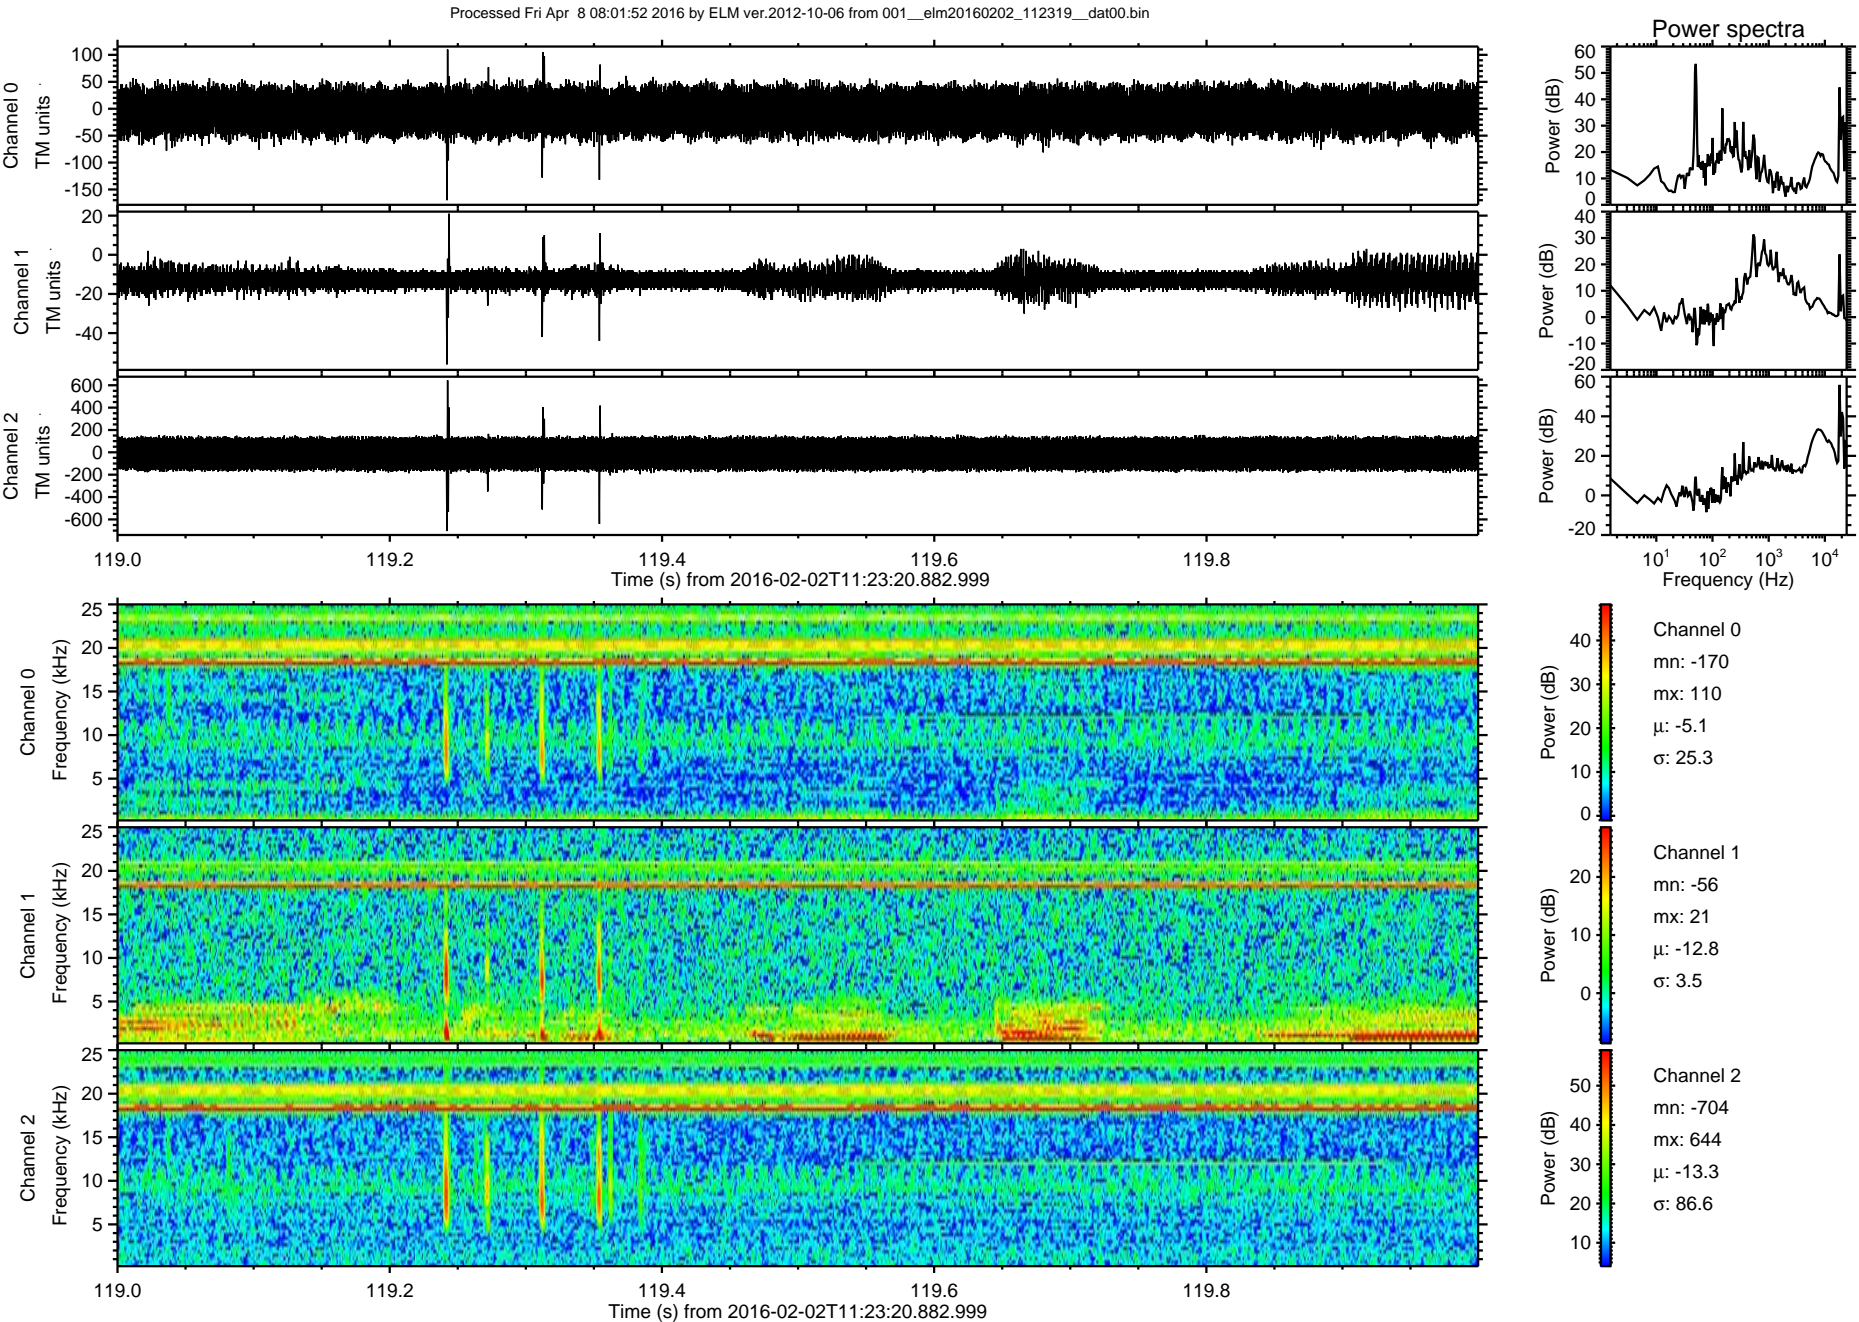 Processed Fri Apr  8 08:01:52 2016 by ELM ver.2012-10-06 from 001__elm20160202_112319__dat00.bin
Power spectra
Channel 0
TM units
100
50
0
-50
-100
-150
Power (dB)
60
50
40
30
20
10
0
Channel 1
TM units
20
0
-20
-40
Power (dB)
40
30
20
10
0
-10
-20
Channel 2
TM units
600
400
200
0
-200
-400
-600
Power (dB)
60
40
20
0
-20
119.0 119.2 119.4 119.6 119.8
Time (s) from 2016-02-02T11:23:20.882.999
10¹ 10² 10³ 10⁴
Frequency (Hz)
Channel 0
Frequency (kHz)
25
20
15
10
5
Power (dB)
40
30
20
10
0
Channel 0
mn: -170
mx: 110
μ: -5.1
σ: 25.3
Channel 1
Frequency (kHz)
25
20
15
10
5
Power (dB)
20
10
0
Channel 1
mn: -56
mx: 21
μ: -12.8
σ: 3.5
Channel 2
Frequency (kHz)
25
20
15
10
5
Power (dB)
50
40
30
20
10
Channel 2
mn: -704
mx: 644
μ: -13.3
σ: 86.6
119.0 119.2 119.4 119.6 119.8
Time (s) from 2016-02-02T11:23:20.882.999